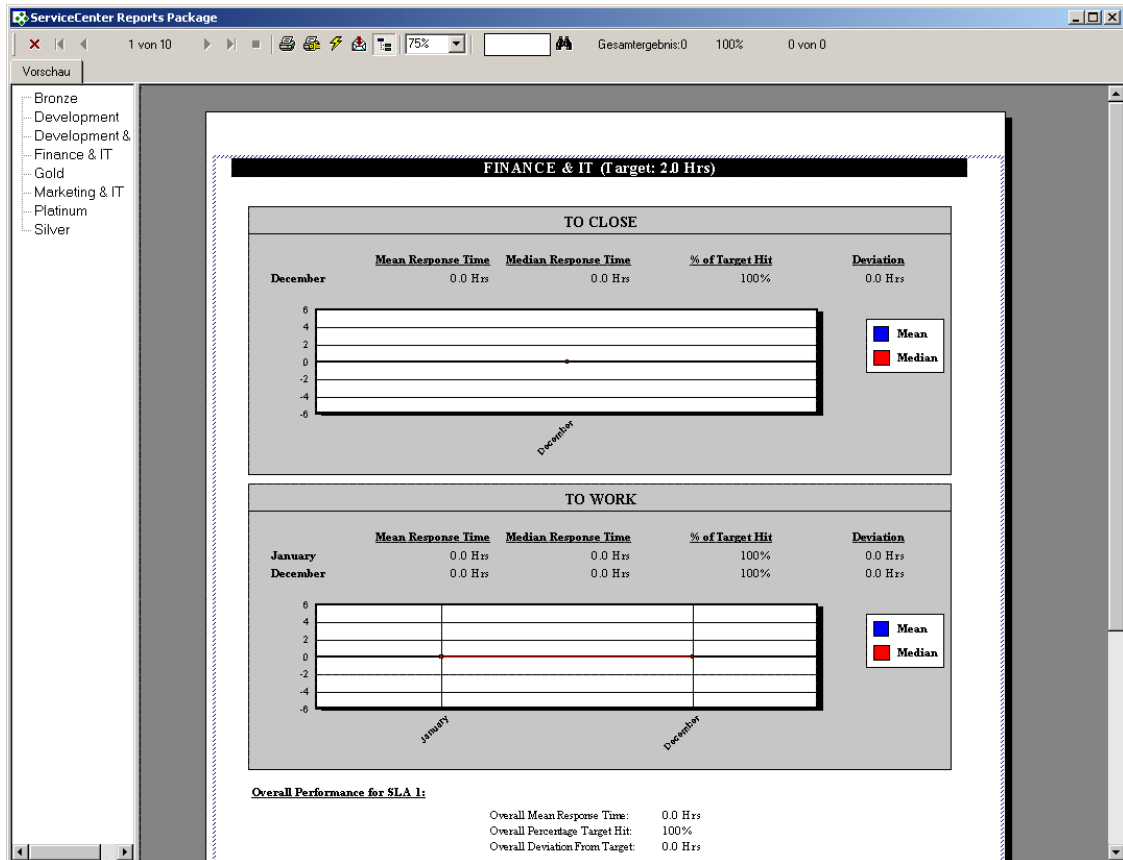 ServiceCenter Reports Package
1 von 10 75% Gesamtergebnis:0 100% 0 von 0
Vorschau
Bronze
Development
Development &
Finance & IT
Gold
Marketing & IT
Platinum
Silver
FINANCE & IT (Target: 2.0 Hrs)
TO CLOSE
Mean Response Time Median Response Time % of Target Hit Deviation
December 0.0 Hrs 0.0 Hrs 100% 0.0 Hrs
6
4
2
0
-2
-4
-6
December
Mean
Median
TO WORK
Mean Response Time Median Response Time % of Target Hit Deviation
January 0.0 Hrs 0.0 Hrs 100% 0.0 Hrs
December 0.0 Hrs 0.0 Hrs 100% 0.0 Hrs
6
4
2
0
-2
-4
-6
January December
Mean
Median
Overall Performance for SLA 1:
Overall Mean Response Time: 0.0 Hrs
Overall Percentage Target Hit: 100%
Overall Deviation From Target: 0.0 Hrs